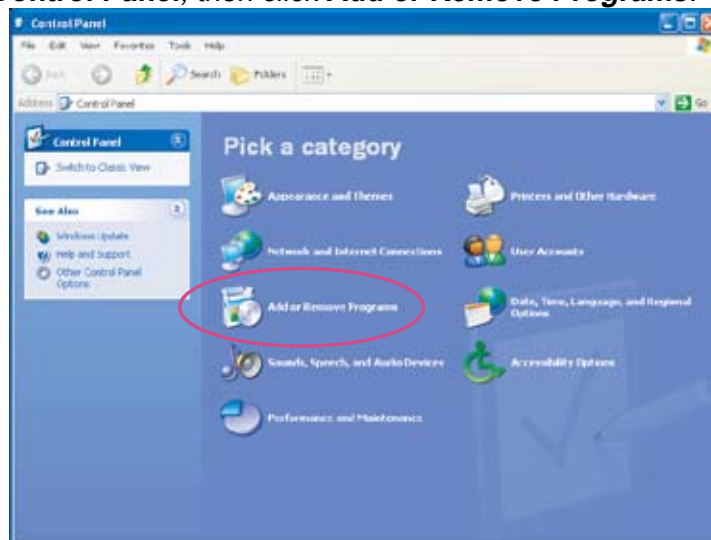 Control Panel, then click Add or Remove Programs.
Control Panel
File Edit View Favorites Tools Help
Back Search Folders
Address Control Panel Go
Control Panel
Switch to Classic View
See Also
Windows Update
Help and Support
Other Control Panel
Options
Pick a category
Appearance and Themes
Printers and Other Hardware
Network and Internet Connections
User Accounts
Add or Remove Programs
Date, Time, Language, and Regional
Options
Sounds, Speech, and Audio Devices
Accessibility Options
Performance and Maintenance